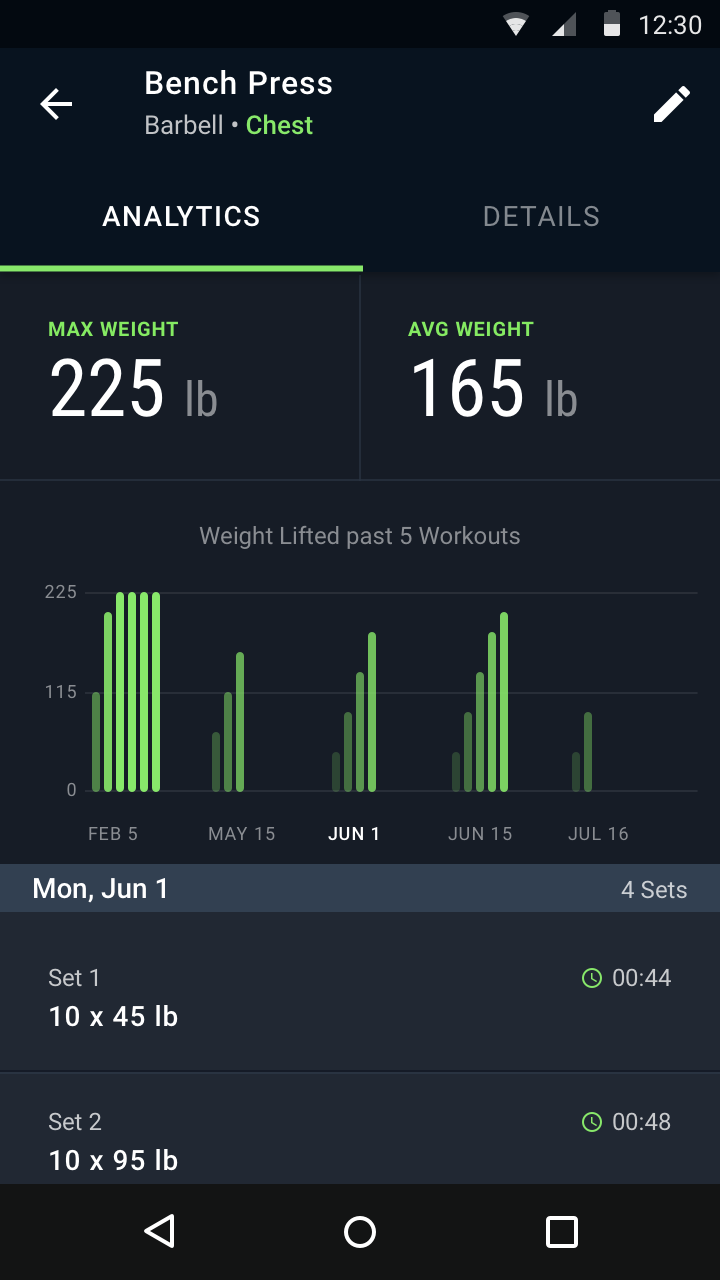 12:30
Bench Press
Barbell • Chest
ANALYTICS
DETAILS
MAX WEIGHT
225 lb
AVG WEIGHT
165 lb
Weight Lifted past 5 Workouts
225
115
0
FEB 5 MAY 15 JUN 1 JUN 15 JUL 16
Mon, Jun 1 4 Sets
Set 1 00:44
10 x 45 lb
Set 2 00:48
10 x 95 lb